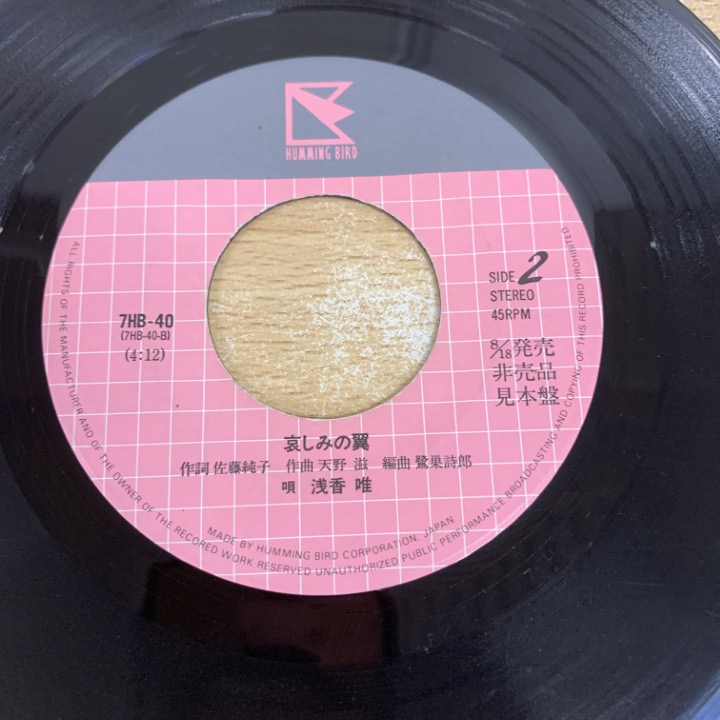 HUMMING BIRD
SIDE 2
STEREO
45RPM
7HB-40
(7HB-40-B)
(4:12)
8/18発売
非売品
見本盤
哀しみの翼
作詞 佐藤純子 作曲 天野 滋 編曲 鷺巣詩郎
唄 浅香 唯
MADE BY HUMMING BIRD CORPORATION, JAPAN
ALL RIGHTS OF THE MANUFACTURER AND OF THE OWNER OF THE RECORED WORK RESERVED UNAUTHORIZED PUBLIC PERFORMANCE BROADCASTING AND COPYING OF THIS RECORD PROHIBITED